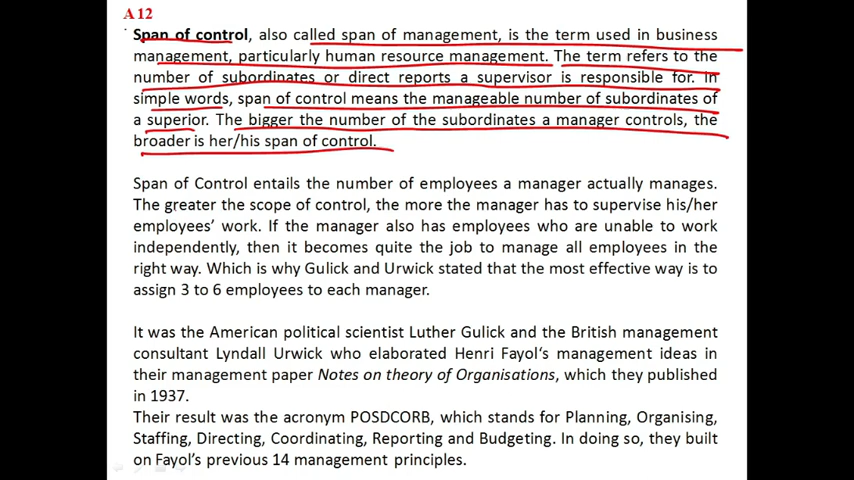 A 12
Span of control, also called span of management, is the term used in business
management, particularly human resource management. The term refers to the
number of subordinates or direct reports a supervisor is responsible for. In
simple words, span of control means the manageable number of subordinates of
a superior. The bigger the number of the subordinates a manager controls, the
broader is her/his span of control.
Span of Control entails the number of employees a manager actually manages.
The greater the scope of control, the more the manager has to supervise his/her
employees’ work. If the manager also has employees who are unable to work
independently, then it becomes quite the job to manage all employees in the
right way. Which is why Gulick and Urwick stated that the most effective way is to
assign 3 to 6 employees to each manager.
It was the American political scientist Luther Gulick and the British management
consultant Lyndall Urwick who elaborated Henri Fayol‘s management ideas in
their management paper Notes on theory of Organisations, which they published
in 1937.
Their result was the acronym POSDCORB, which stands for Planning, Organising,
Staffing, Directing, Coordinating, Reporting and Budgeting. In doing so, they built
on Fayol’s previous 14 management principles.